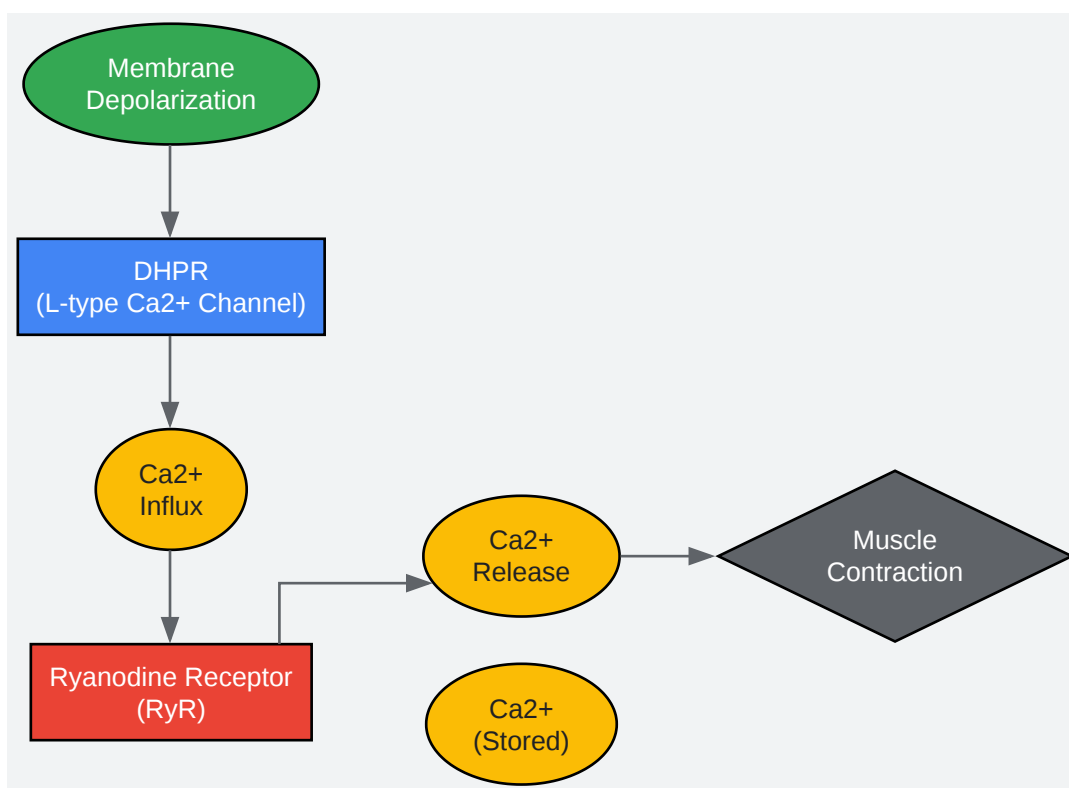 Membrane
Depolarization
DHPR
(L-type Ca2+ Channel)
Ca2+
Influx
Ca2+
Release
Muscle
Contraction
Ryanodine Receptor
(RyR)
Ca2+
(Stored)